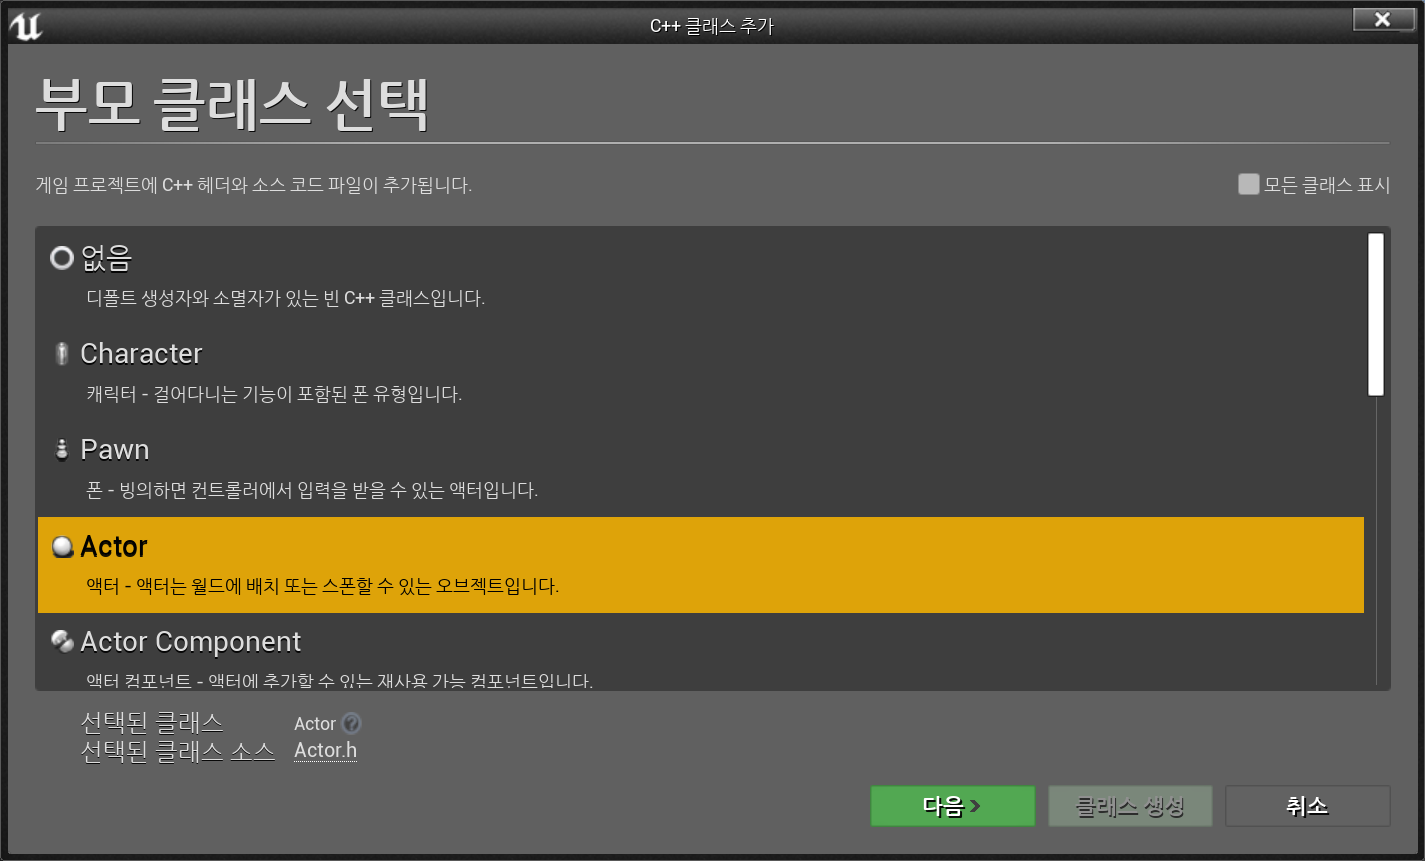 C++ 클래스 추가
부모 클래스 선택
게임 프로젝트에 C++ 헤더와 소스 코드 파일이 추가됩니다.
모든 클래스 표시
없음
디폴트 생성자와 소멸자가 있는 빈 C++ 클래스입니다.
Character
캐릭터 - 걸어다니는 기능이 포함된 폰 유형입니다.
Pawn
폰 - 빙의하면 컨트롤러에서 입력을 받을 수 있는 액터입니다.
Actor
액터 - 액터는 월드에 배치 또는 스폰할 수 있는 오브젝트입니다.
Actor Component
액터 컴포넌트 - 액터에 추가할 수 있는 재사용 가능 컴포넌트입니다.
선택된 클래스 Actor ?
선택된 클래스 소스 Actor.h
다음 >
클래스 생성
취소